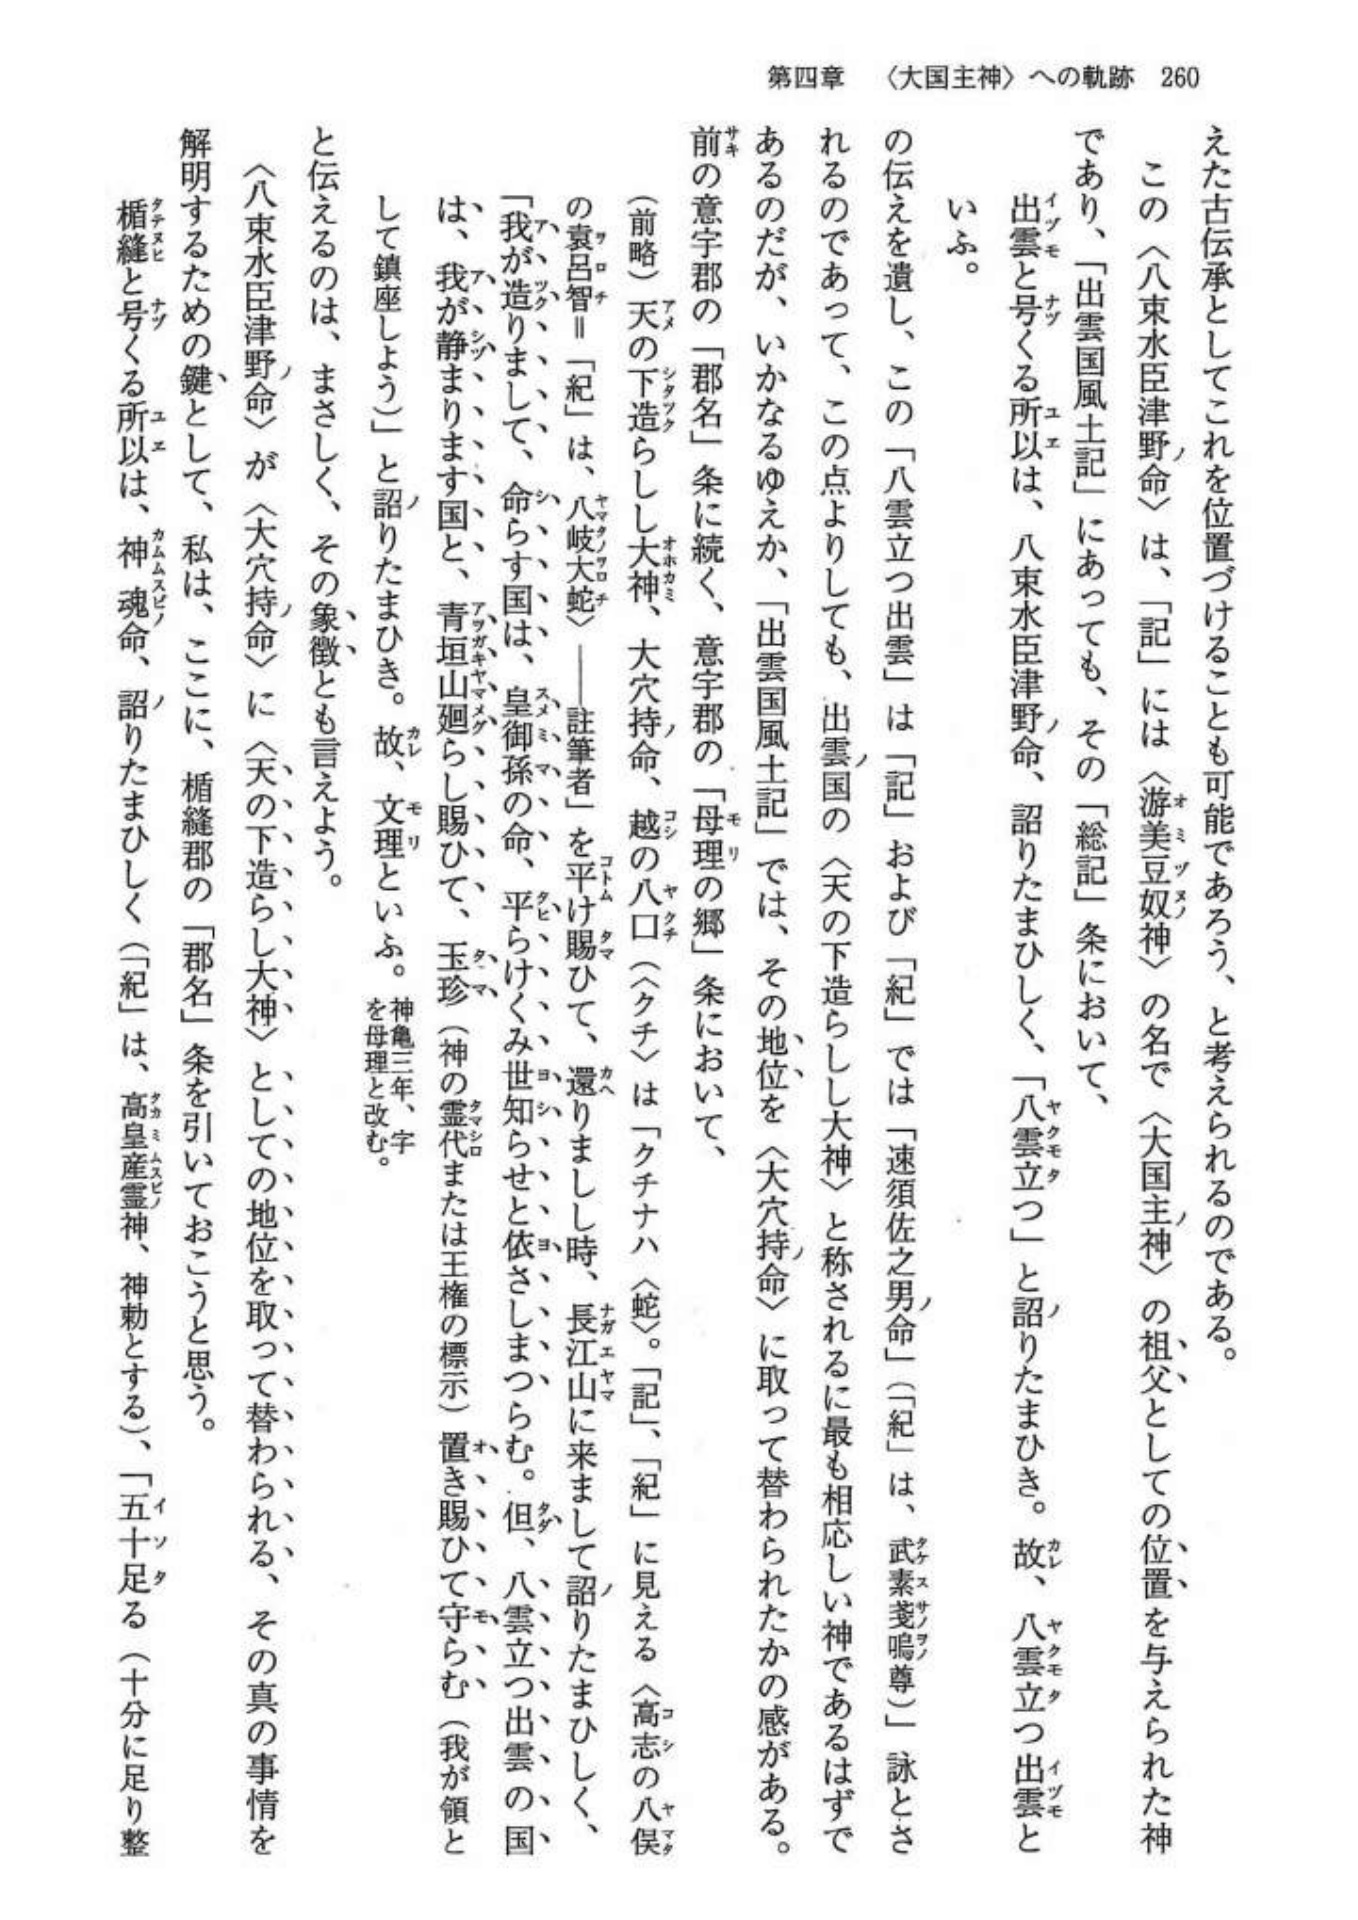 第四章　〈大国主神〉への軌跡　260
えた古伝承としてこれを位置づけることも可能であろう、と考えられるのである。
この〈八束水臣津野命〉は、「記」には〈游美豆奴神〉の名で〈大国主神〉の祖父としての位置を与えられた神
であり、「出雲国風土記」にあっても、その「総記」条において、
出雲と号くる所以は、八束水臣津野命、詔りたまひしく、「八雲立つ」と詔りたまひき。故、八雲立つ出雲と
いふ。
の伝えを遺し、この「八雲立つ出雲」は「記」および「紀」では「速須佐之男命」（「紀」は、武素戔嗚尊）」詠とさ
れるのであって、この点よりしても、出雲国の〈天の下造らしし大神〉と称されるに最も相応しい神であるはずで
あるのだが、いかなるゆえか、「出雲国風土記」では、その地位を〈大穴持命〉に取って替わられたかの感がある。
前の意宇郡の「郡名」条に続く、意宇郡の「母理の郷」条において、
（前略）天の下造らしし大神、大穴持命、越の八口（〈クチ〉は「クチナハ〈蛇〉。「記」、「紀」に見える〈高志の八俣
の袁呂智＝「紀」は、八岐大蛇〉――註筆者」を平け賜ひて、還りましし時、長江山に来まして詔りたまひしく、
「我が造りまして、命らす国は、皇御孫の命、平らけくみ世知らせと依さしまつらむ。但、八雲立つ出雲の国
は、我が静まります国と、青垣山廻らし賜ひて、玉珍（神の霊代または王権の標示）置き賜ひて守らむ（我が領と
して鎮座しよう）」と詔りたまひき。故、文理といふ。神亀三年、字を母理と改む。
と伝えるのは、まさしく、その象徴とも言えよう。
〈八束水臣津野命〉が〈大穴持命〉に〈天の下造らし大神〉としての地位を取って替わられる、その真の事情を
解明するための鍵として、私は、ここに、楯縫郡の「郡名」条を引いておこうと思う。
楯縫と号くる所以は、神魂命、詔りたまひしく（「紀」は、高皇産霊神、神勅とする）、「五十足る（十分に足り整